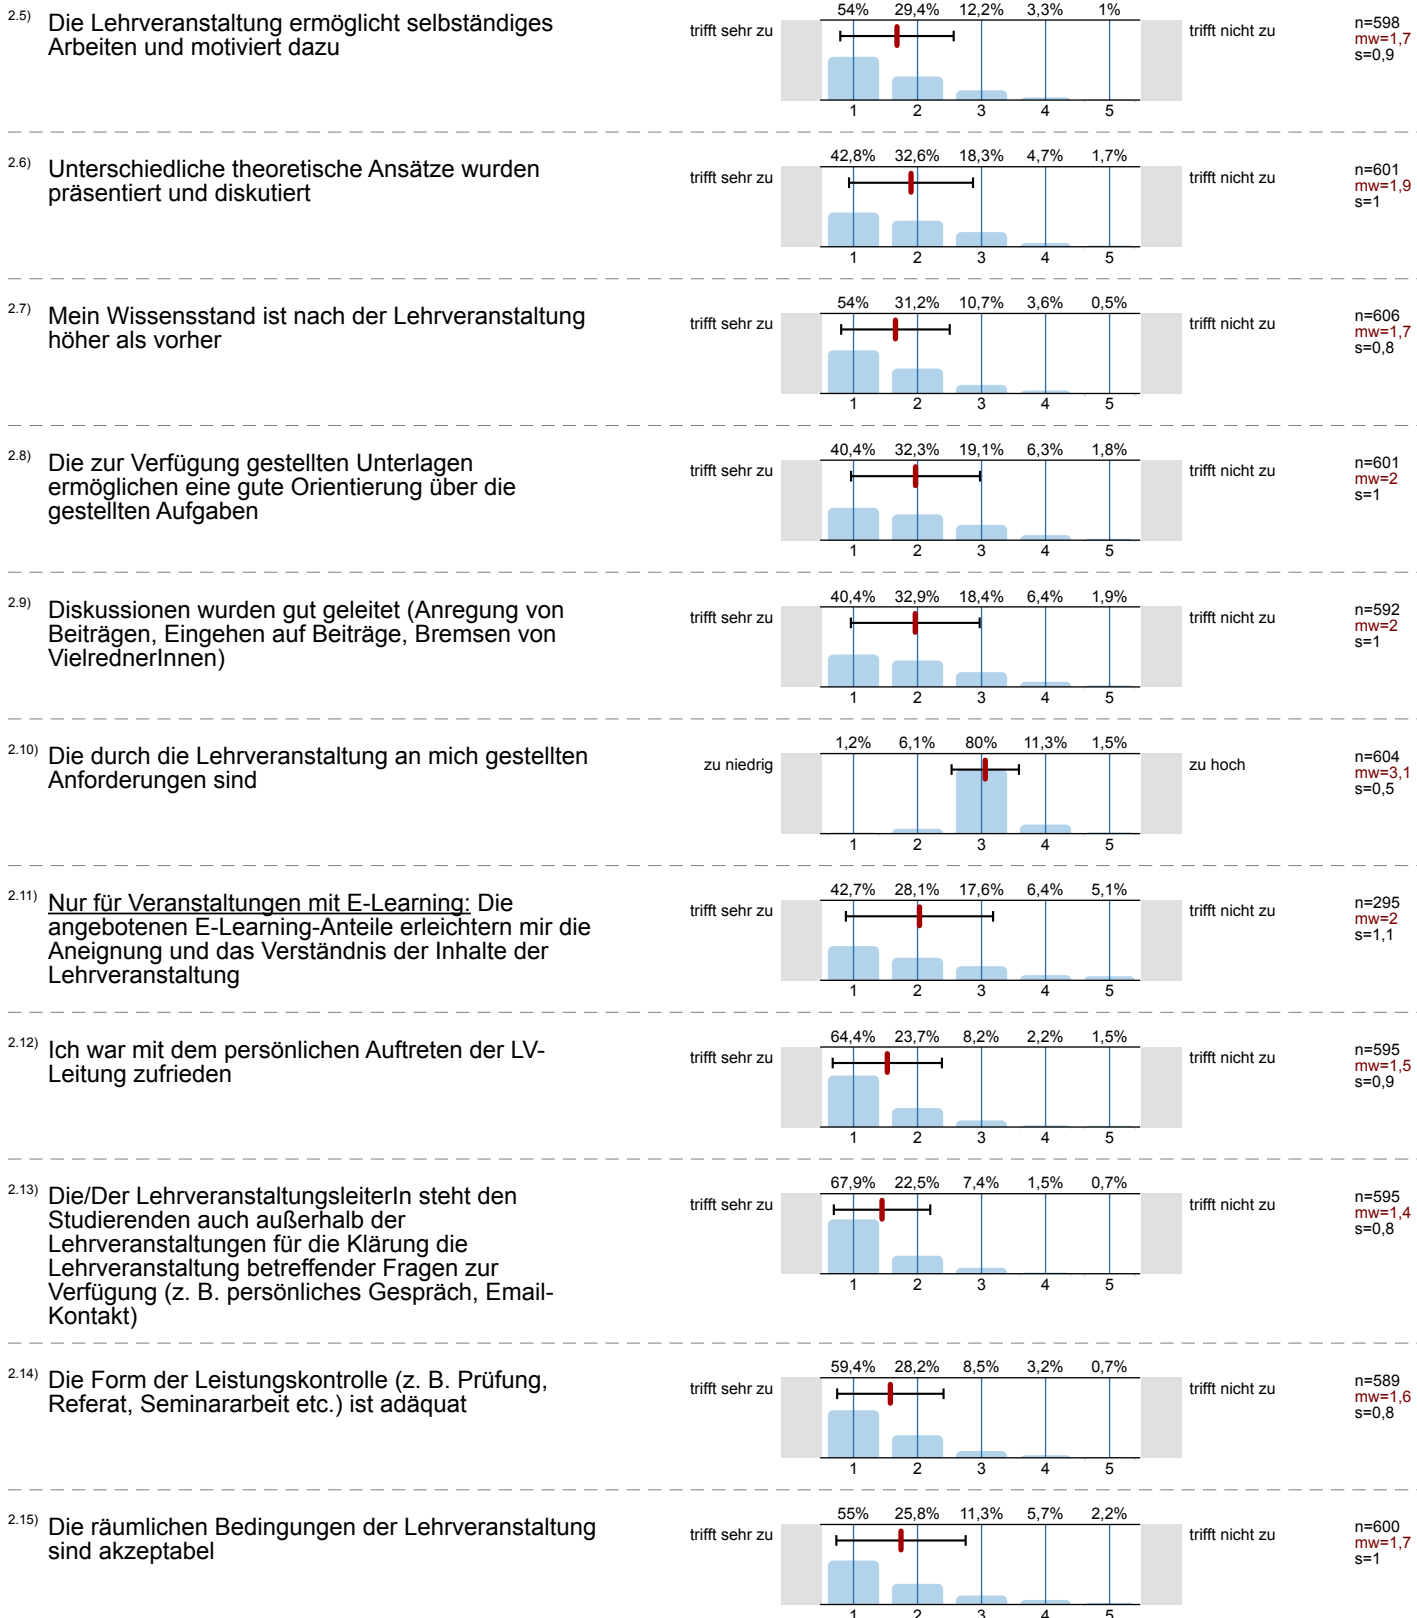 2.5) Die Lehrveranstaltung ermöglicht selbständiges
Arbeiten und motiviert dazu
trifft sehr zu
54% 29,4% 12,2% 3,3% 1%
1 2 3 4 5
trifft nicht zu
n=598
mw=1,7
s=0,9
2.6) Unterschiedliche theoretische Ansätze wurden
präsentiert und diskutiert
trifft sehr zu
42,8% 32,6% 18,3% 4,7% 1,7%
1 2 3 4 5
trifft nicht zu
n=601
mw=1,9
s=1
2.7) Mein Wissensstand ist nach der Lehrveranstaltung
höher als vorher
trifft sehr zu
54% 31,2% 10,7% 3,6% 0,5%
1 2 3 4 5
trifft nicht zu
n=606
mw=1,7
s=0,8
2.8) Die zur Verfügung gestellten Unterlagen
ermöglichen eine gute Orientierung über die
gestellten Aufgaben
trifft sehr zu
40,4% 32,3% 19,1% 6,3% 1,8%
1 2 3 4 5
trifft nicht zu
n=601
mw=2
s=1
2.9) Diskussionen wurden gut geleitet (Anregung von
Beiträgen, Eingehen auf Beiträge, Bremsen von
VielrednerInnen)
trifft sehr zu
40,4% 32,9% 18,4% 6,4% 1,9%
1 2 3 4 5
trifft nicht zu
n=592
mw=2
s=1
2.10) Die durch die Lehrveranstaltung an mich gestellten
Anforderungen sind
zu niedrig
1,2% 6,1% 80% 11,3% 1,5%
1 2 3 4 5
zu hoch
n=604
mw=3,1
s=0,5
2.11) Nur für Veranstaltungen mit E-Learning: Die
angebotenen E-Learning-Anteile erleichtern mir die
Aneignung und das Verständnis der Inhalte der
Lehrveranstaltung
trifft sehr zu
42,7% 28,1% 17,6% 6,4% 5,1%
1 2 3 4 5
trifft nicht zu
n=295
mw=2
s=1,1
2.12) Ich war mit dem persönlichen Auftreten der LV-
Leitung zufrieden
trifft sehr zu
64,4% 23,7% 8,2% 2,2% 1,5%
1 2 3 4 5
trifft nicht zu
n=595
mw=1,5
s=0,9
2.13) Die/Der LehrveranstaltungsleiterIn steht den
Studierenden auch außerhalb der
Lehrveranstaltungen für die Klärung die
Lehrveranstaltung betreffender Fragen zur
Verfügung (z. B. persönliches Gespräch, Email-
Kontakt)
trifft sehr zu
67,9% 22,5% 7,4% 1,5% 0,7%
1 2 3 4 5
trifft nicht zu
n=595
mw=1,4
s=0,8
2.14) Die Form der Leistungskontrolle (z. B. Prüfung,
Referat, Seminararbeit etc.) ist adäquat
trifft sehr zu
59,4% 28,2% 8,5% 3,2% 0,7%
1 2 3 4 5
trifft nicht zu
n=589
mw=1,6
s=0,8
2.15) Die räumlichen Bedingungen der Lehrveranstaltung
sind akzeptabel
trifft sehr zu
55% 25,8% 11,3% 5,7% 2,2%
1 2 3 4 5
trifft nicht zu
n=600
mw=1,7
s=1